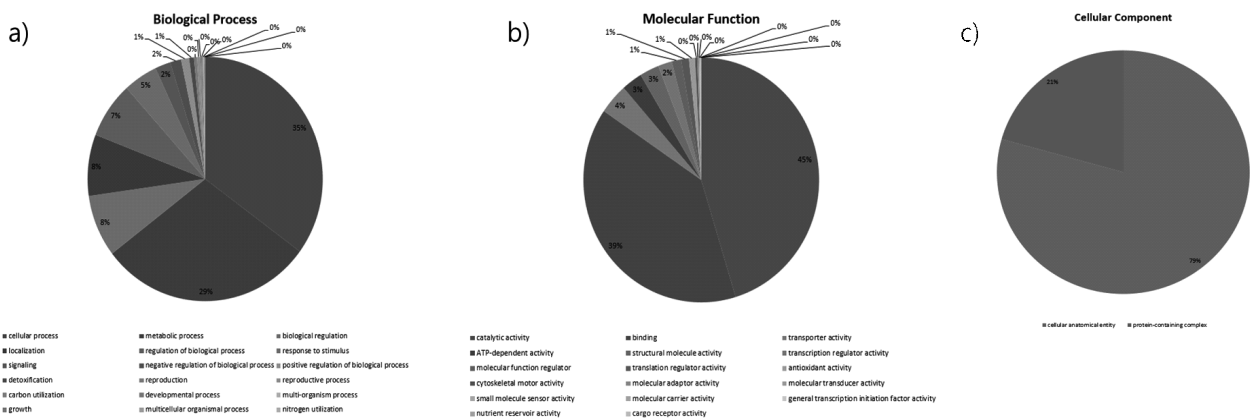 a)
Biological Process
0%
0%
0%
0%
0%
0%
0%
0%
0%
1%
1%
2%
2%
5%
7%
8%
8%
29%
35%
cellular process
metabolic process
biological regulation
localization
regulation of biological process
response to stimulus
signaling
negative regulation of biological process
positive regulation of biological process
detoxification
reproduction
reproductive process
carbon utilization
developmental process
multi-organism process
growth
multicellular organismal process
nitrogen utilization
b)
Molecular Function
0%
0%
0%
0%
0%
0%
0%
0%
1%
1%
2%
3%
3%
4%
39%
45%
catalytic activity
binding
transporter activity
ATP-dependent activity
structural molecule activity
transcription regulator activity
molecular function regulator
translation regulator activity
antioxidant activity
cytoskeletal motor activity
molecular adaptor activity
molecular transducer activity
small molecule sensor activity
molecular carrier activity
general transcription initiation factor activity
nutrient reservoir activity
cargo receptor activity
c)
Cellular Component
21%
79%
cellular anatomical entity
protein-containing complex